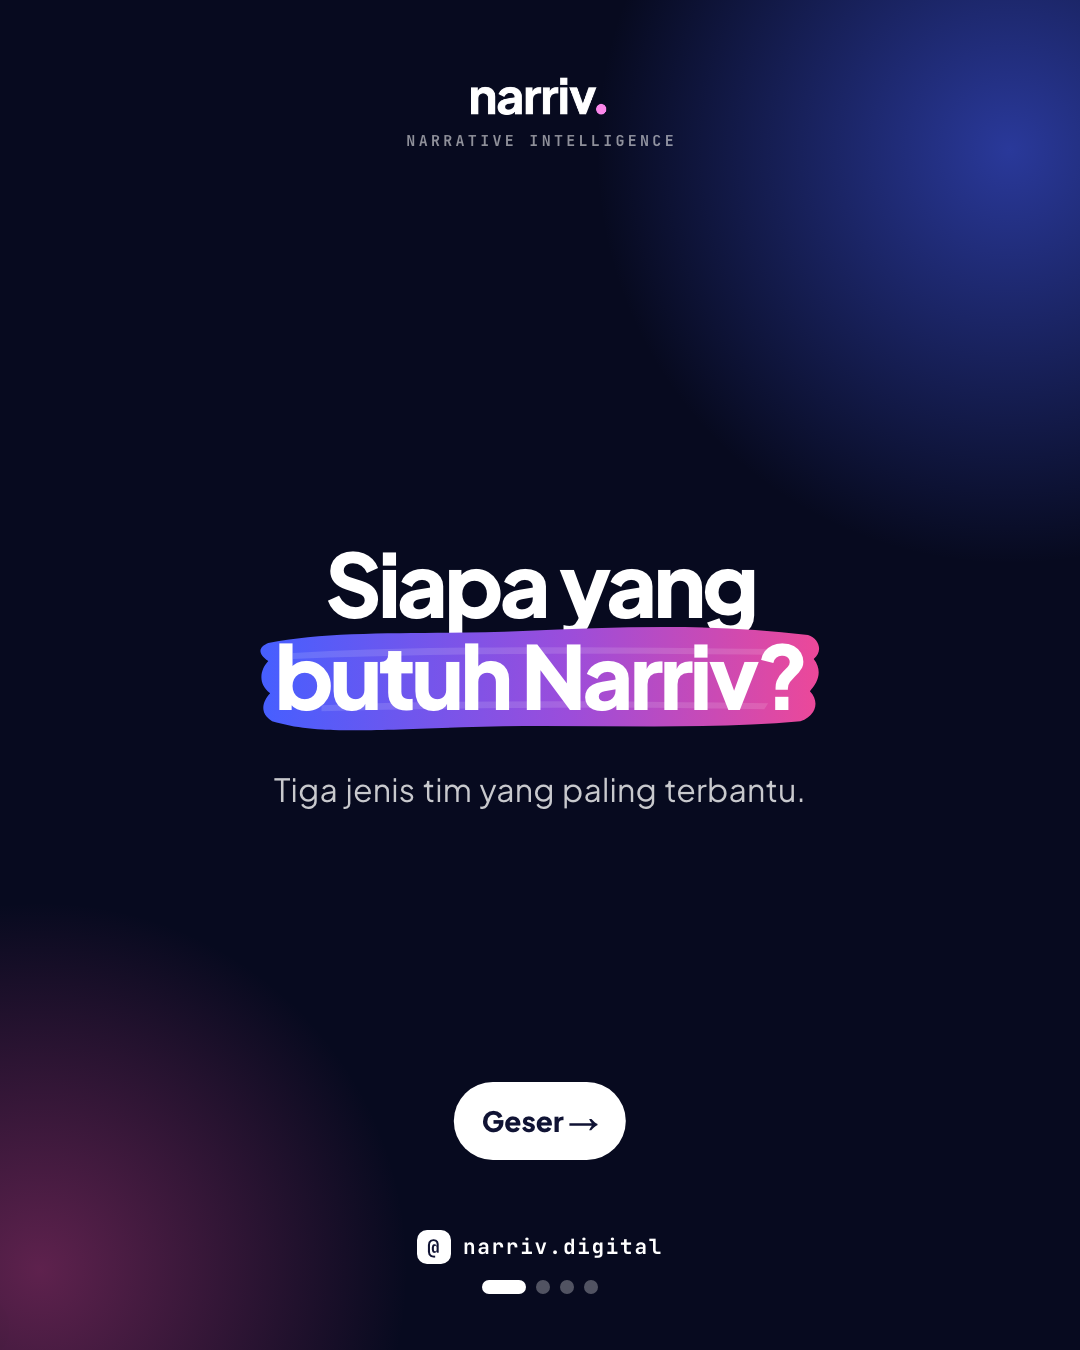 narriv.
NARRATIVE INTELLIGENCE
Siapa yang
butuh Narriv?
Tiga jenis tim yang paling terbantu.
Geser →
@ narriv.digital